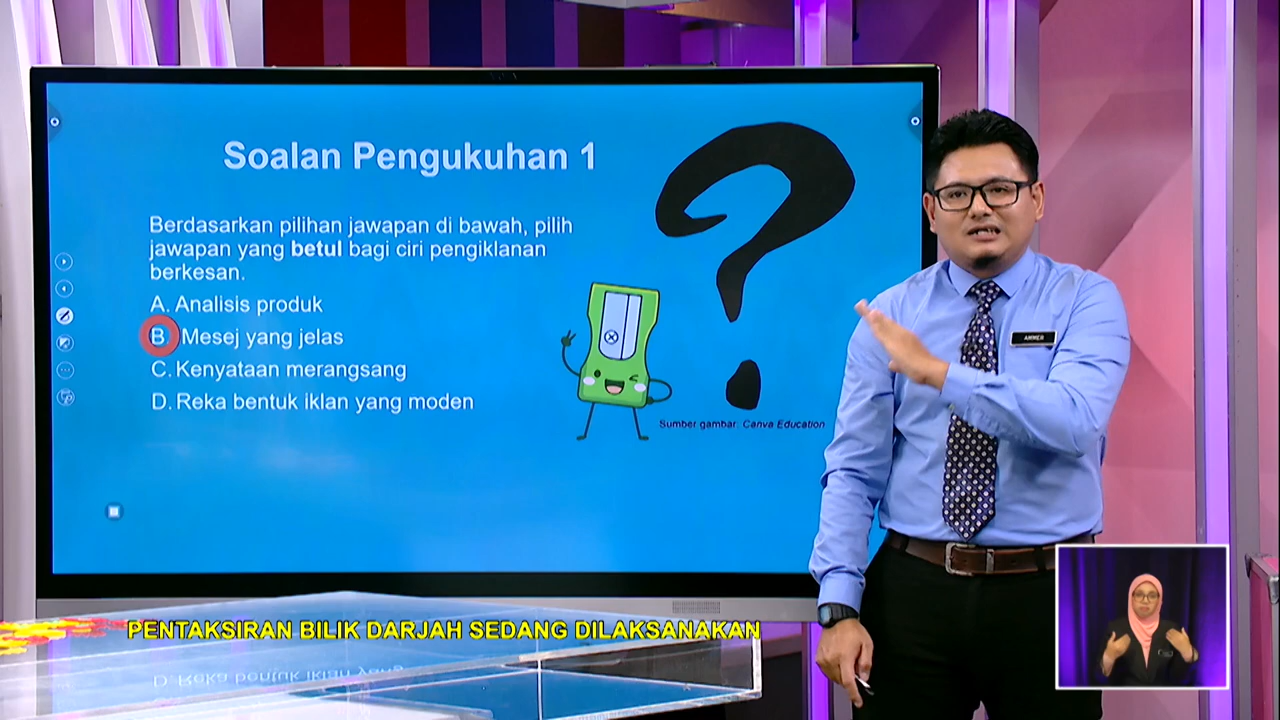 Soalan Pengukuhan 1
Berdasarkan pilihan jawapan di bawah, pilih
jawapan yang betul bagi ciri pengiklanan
berkesan.
A. Analisis produk
B. Mesej yang jelas
C. Kenyataan merangsang
D. Reka bentuk iklan yang moden
Sumber gambar: Canva Education
AMMER
PENTAKSIRAN BILIK DARJAH SEDANG DILAKSANAKAN